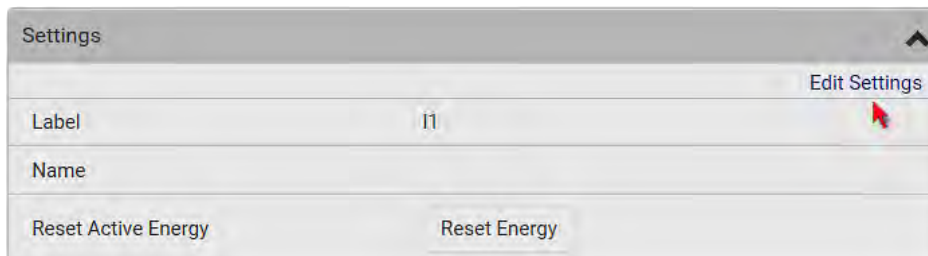 Settings
Edit Settings
Label I1
Name
Reset Active Energy Reset Energy